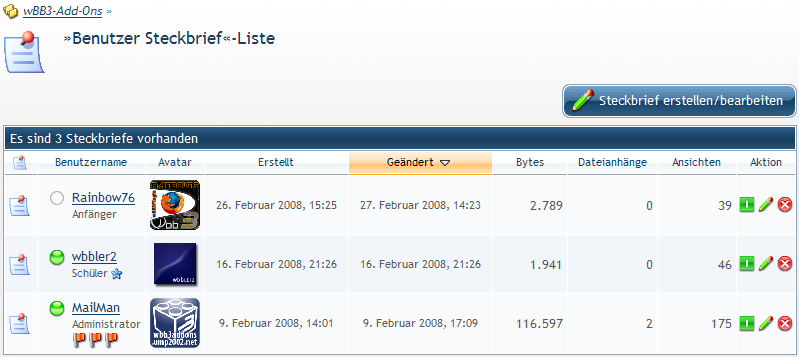 wBB3-Add-Ons »
»Benutzer Steckbrief«-Liste
Steckbrief erstellen/bearbeiten
Es sind 3 Steckbriefe vorhanden
Benutzername Avatar Erstellt Geändert Bytes Dateianhänge Ansichten Aktion
Rainbow76 26. Februar 2008, 15:25 27. Februar 2008, 14:23 2.789 0 39
Anfänger
wbbler2 16. Februar 2008, 21:26 16. Februar 2008, 21:26 1.941 0 46
Schüler
wbbler2
MailMan 9. Februar 2008, 14:01 9. Februar 2008, 17:09 116.597 2 175
Administrator
wbb3addons
ump2002.net